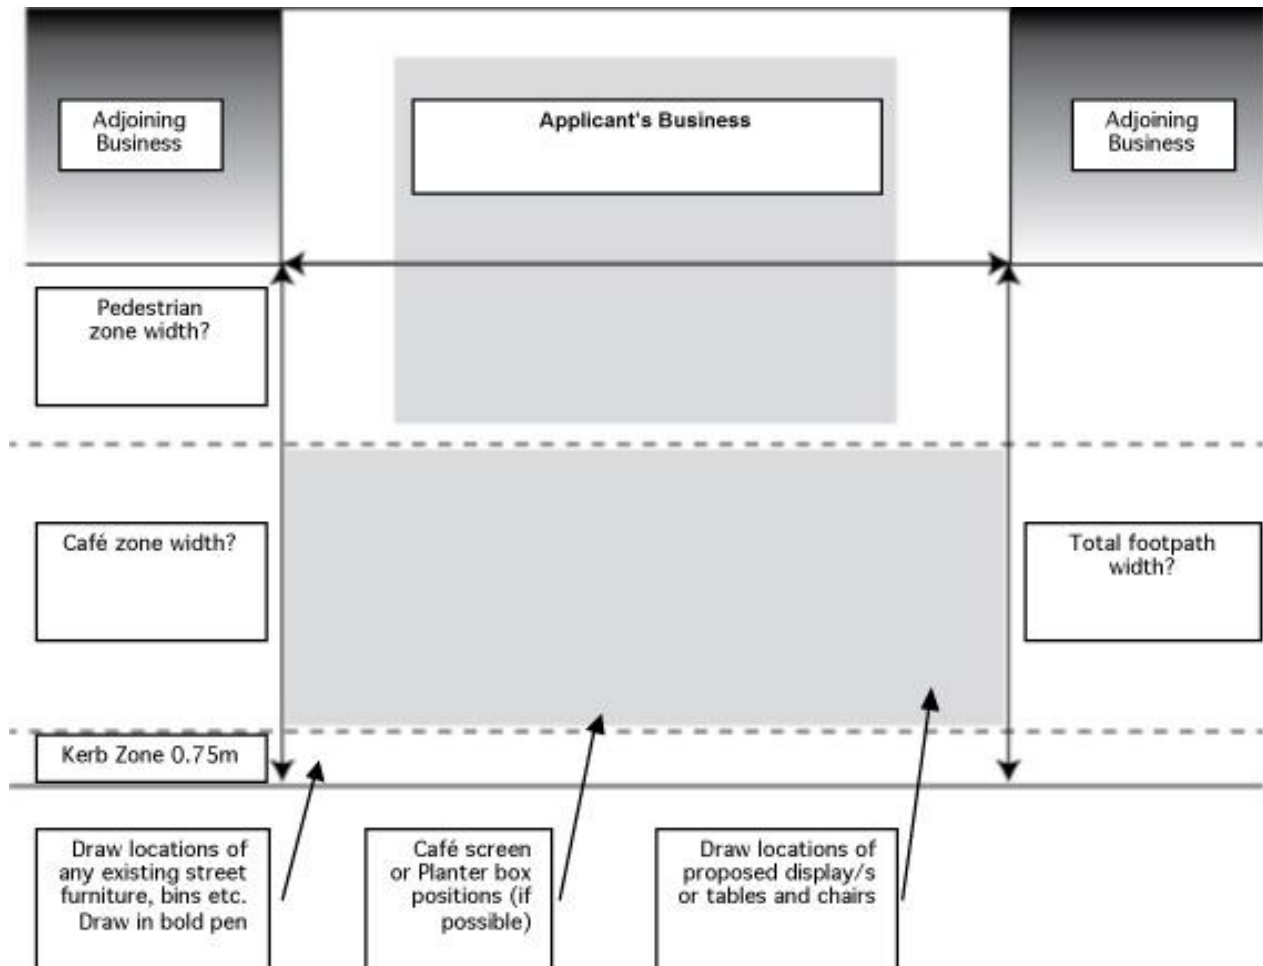 Adjoining
Business
Applicant's Business
Adjoining
Business
Pedestrian
zone width?
Café zone width?
Total footpath
width?
Kerb Zone 0.75m
Draw locations of
any existing street
furniture, bins etc.
Draw in bold pen
Café screen
or Planter box
positions (if
possible)
Draw locations of
proposed display/s
or tables and chairs